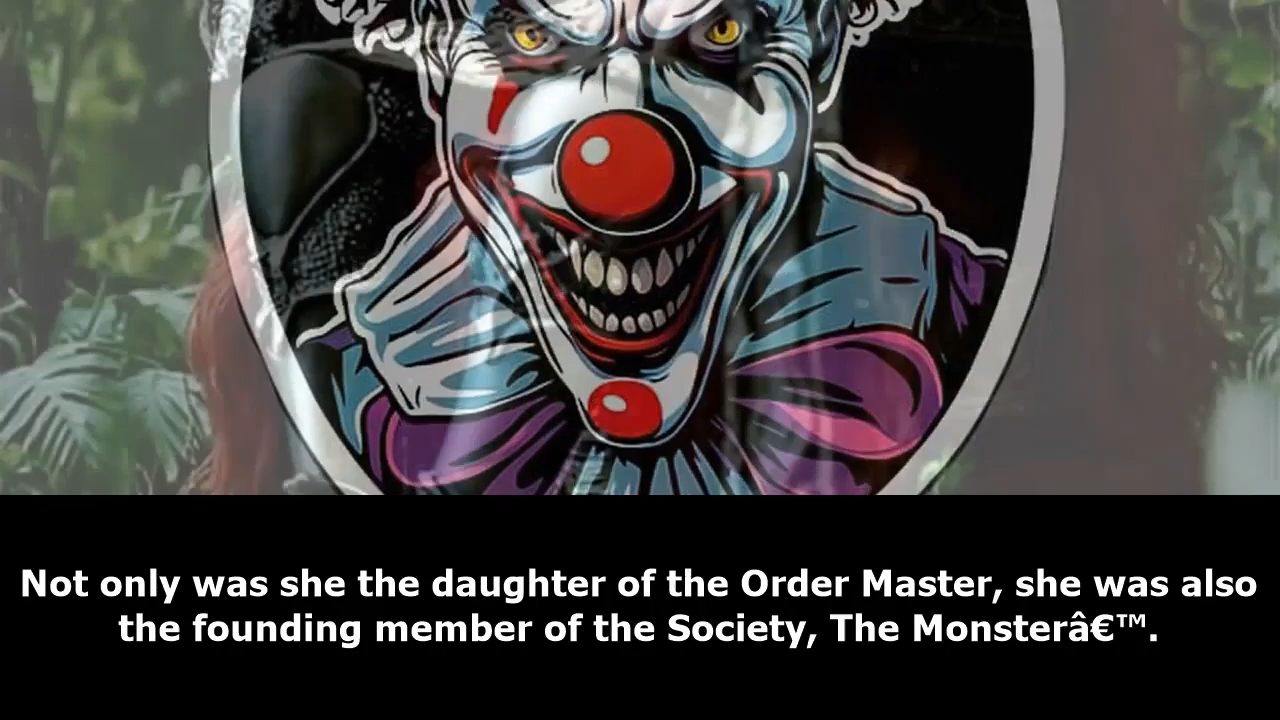 Not only was she the daughter of the Order Master, she was also
the founding member of the Society, The Monsterâ€™.